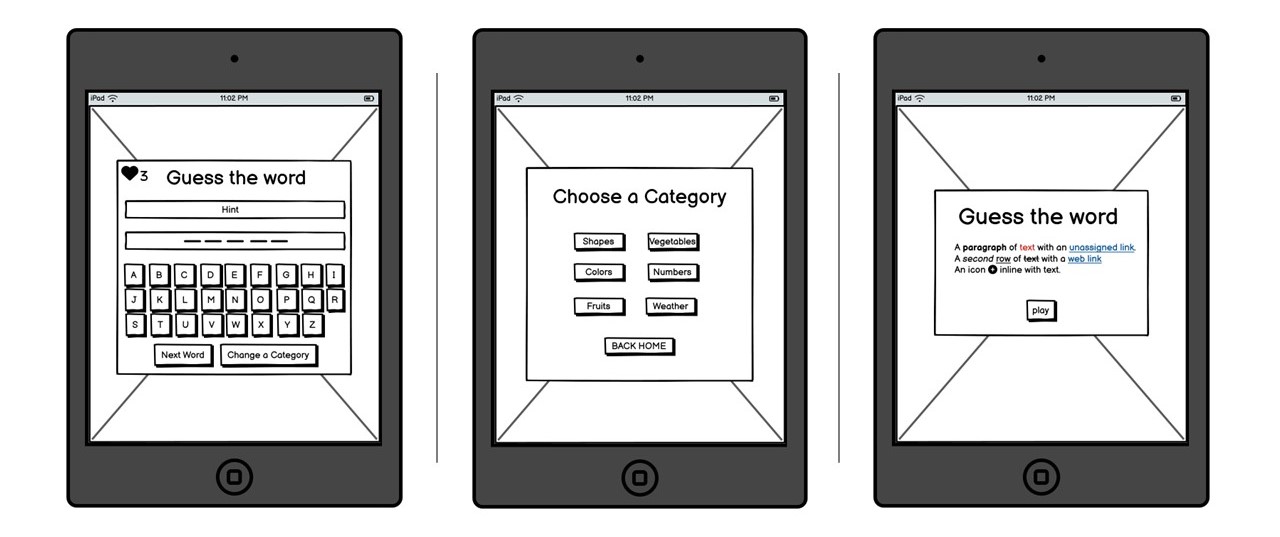 iPad 11:02 PM
3 Guess the word
Hint
A B C D E F G H I
J K L M N O P Q R
S T U V W X Y Z
Next Word Change a Category
iPad 11:02 PM
Choose a Category
Shapes Vegetables
Colors Numbers
Fruits Weather
BACK HOME
iPad 11:02 PM
Guess the word
A paragraph of text with an unassigned link.
A second row of text with a web link
An icon inline with text.
play